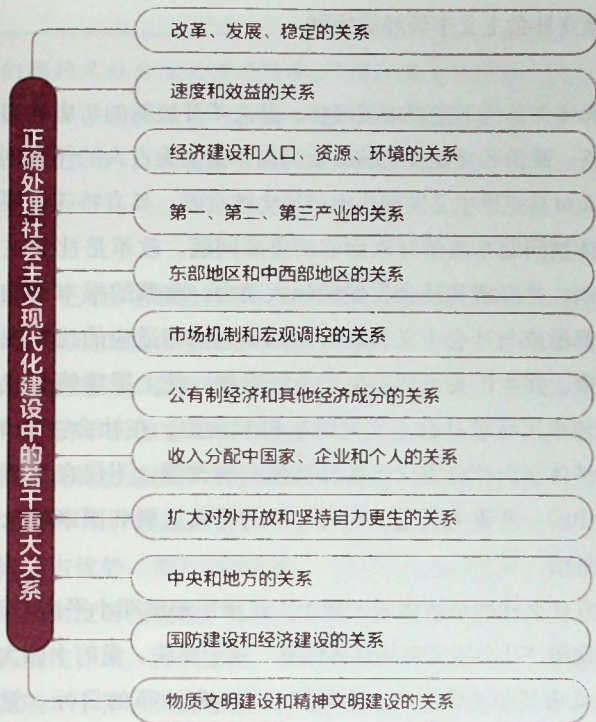 正确处理社会主义现代化建设中的若干重大关系
改革、发展、稳定的关系
速度和效益的关系
经济建设和人口、资源、环境的关系
第一、第二、第三产业的关系
东部地区和中西部地区的关系
市场机制和宏观调控的关系
公有制经济和其他经济成分的关系
收入分配中国家、企业和个人的关系
扩大对外开放和坚持自力更生的关系
中央和地方的关系
国防建设和经济建设的关系
物质文明建设和精神文明建设的关系